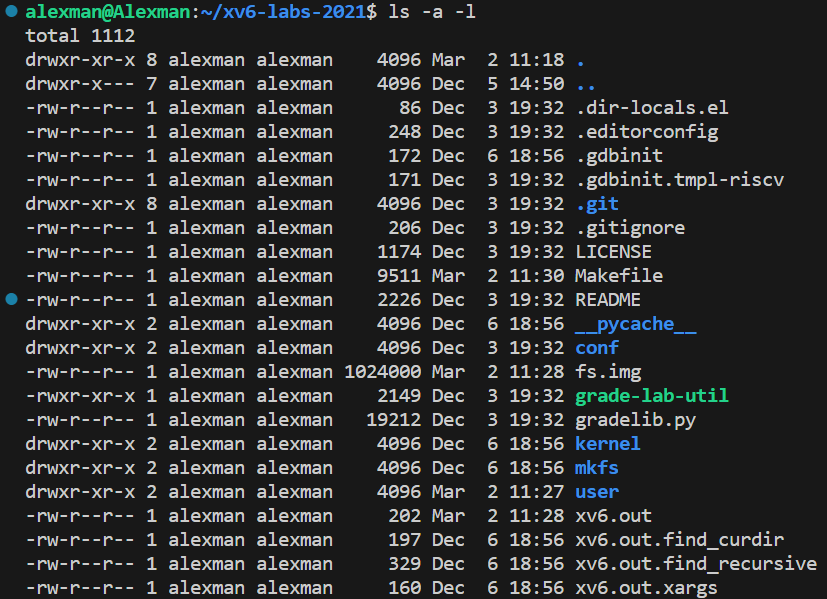 alexman@Alexman:~/xv6-labs-2021$ ls -a -l
total 1112
drwxr-xr-x 8 alexman alexman    4096 Mar  2 11:18 .
drwxr-x--- 7 alexman alexman    4096 Dec  5 14:50 ..
-rw-r--r-- 1 alexman alexman      86 Dec  3 19:32 .dir-locals.el
-rw-r--r-- 1 alexman alexman     248 Dec  3 19:32 .editorconfig
-rw-r--r-- 1 alexman alexman     172 Dec  6 18:56 .gdbinit
-rw-r--r-- 1 alexman alexman     171 Dec  3 19:32 .gdbinit.tmpl-riscv
drwxr-xr-x 8 alexman alexman    4096 Dec  3 19:32 .git
-rw-r--r-- 1 alexman alexman     206 Dec  3 19:32 .gitignore
-rw-r--r-- 1 alexman alexman    1174 Dec  3 19:32 LICENSE
-rw-r--r-- 1 alexman alexman    9511 Mar  2 11:30 Makefile
-rw-r--r-- 1 alexman alexman    2226 Dec  3 19:32 README
drwxr-xr-x 2 alexman alexman    4096 Dec  6 18:56 __pycache__
drwxr-xr-x 2 alexman alexman    4096 Dec  3 19:32 conf
-rw-r--r-- 1 alexman alexman 1024000 Mar  2 11:28 fs.img
-rwxr-xr-x 1 alexman alexman    2149 Dec  3 19:32 grade-lab-util
-rw-r--r-- 1 alexman alexman   19212 Dec  3 19:32 gradelib.py
drwxr-xr-x 2 alexman alexman    4096 Dec  6 18:56 kernel
drwxr-xr-x 2 alexman alexman    4096 Dec  6 18:56 mkfs
drwxr-xr-x 2 alexman alexman    4096 Mar  2 11:27 user
-rw-r--r-- 1 alexman alexman     202 Mar  2 11:28 xv6.out
-rw-r--r-- 1 alexman alexman     197 Dec  6 18:56 xv6.out.find_curdir
-rw-r--r-- 1 alexman alexman     329 Dec  6 18:56 xv6.out.find_recursive
-rw-r--r-- 1 alexman alexman     160 Dec  6 18:56 xv6.out.xargs